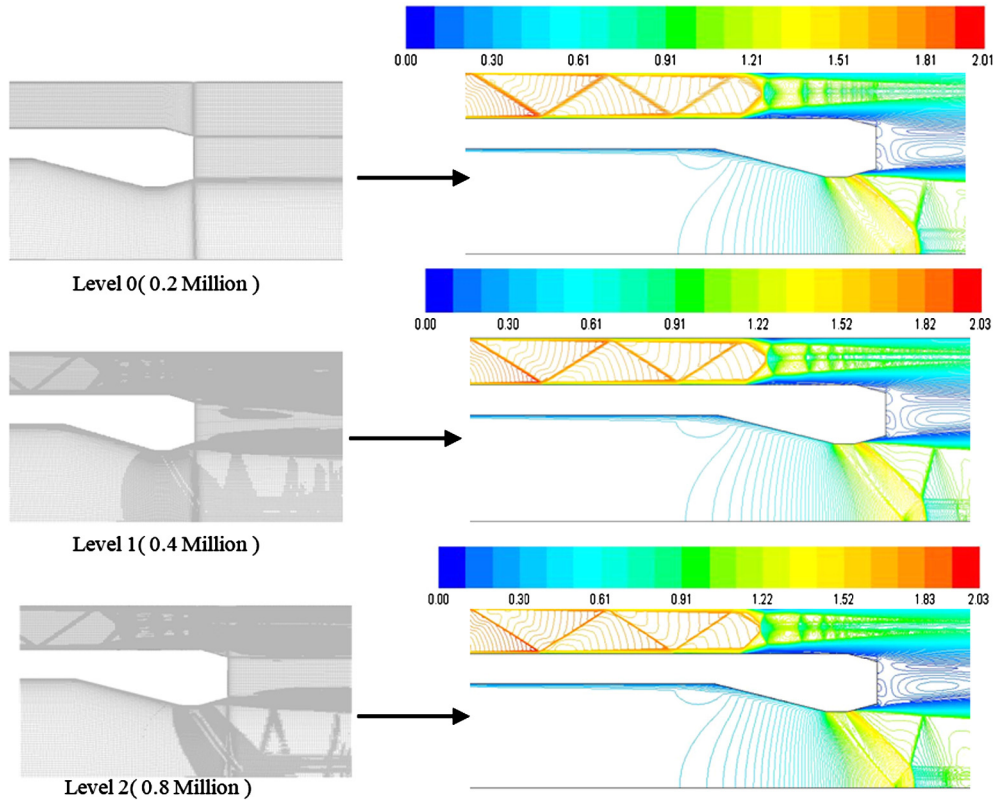 0.00 0.30 0.61 0.91 1.21 1.51 1.81 2.01
Level 0( 0.2 Million )
0.00 0.30 0.61 0.91 1.22 1.52 1.82 2.03
Level 1( 0.4 Million )
0.00 0.30 0.61 0.91 1.22 1.52 1.83 2.03
Level 2( 0.8 Million )